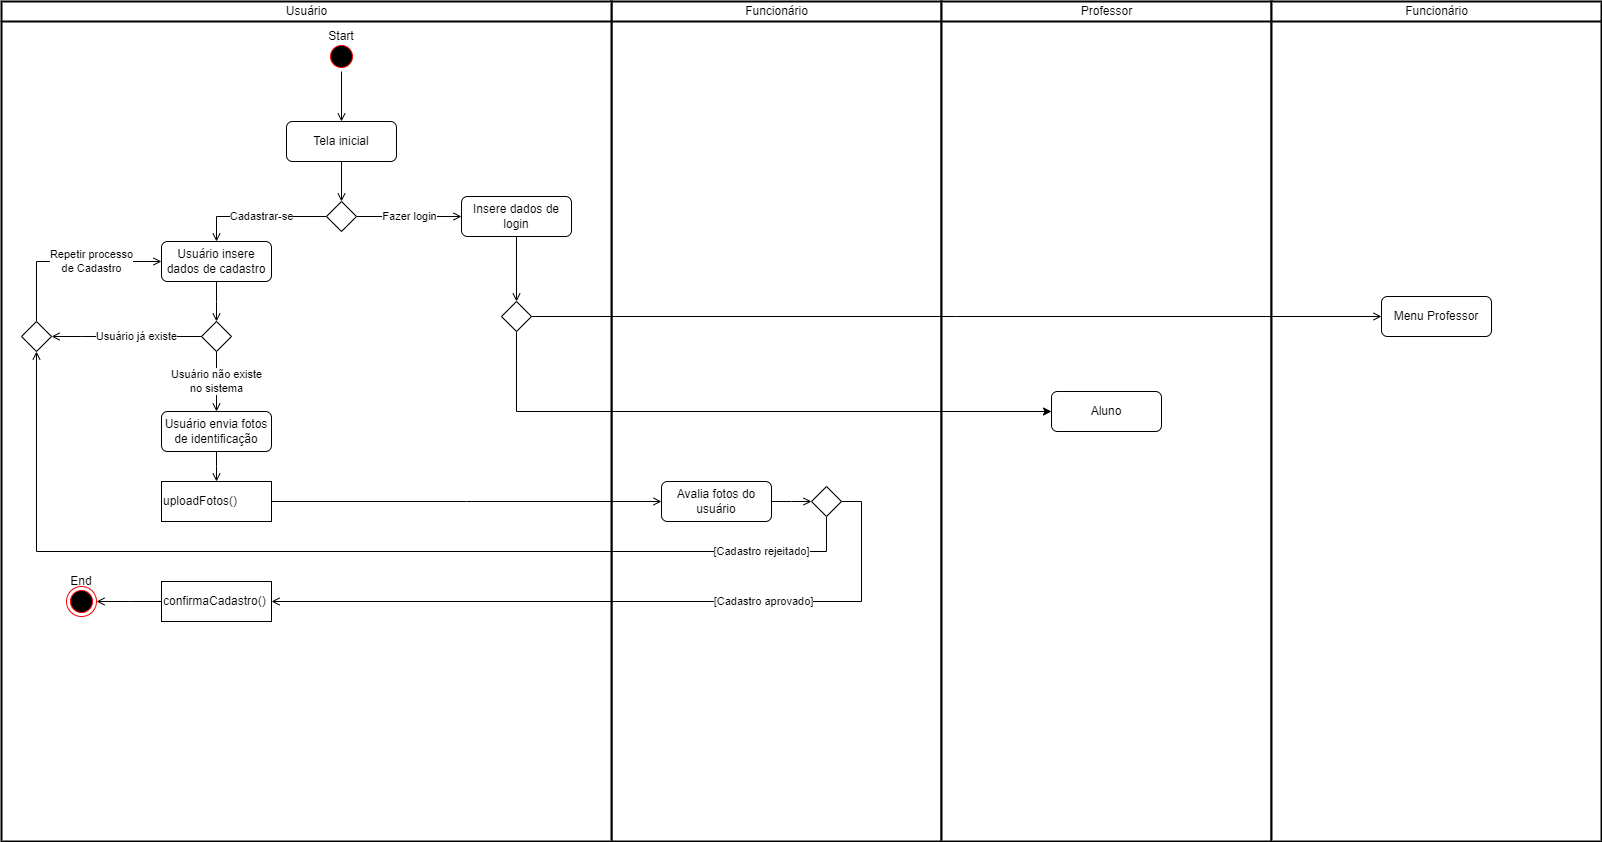 Usuário
Funcionário
Professor
Funcionário
Start
Tela inicial
Cadastrar-se
Fazer login
Insere dados de
login
Repetir processo
de Cadastro
Usuário insere
dados de cadastro
Usuário já existe
Menu Professor
Usuário não existe
no sistema
Usuário envia fotos
de identificação
Aluno
uploadFotos()
Avalia fotos do
usuário
[Cadastro rejeitado]
End
confirmaCadastro()
[Cadastro aprovado]